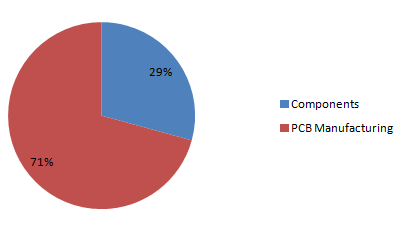 29%
Components
PCB Manufacturing
71%